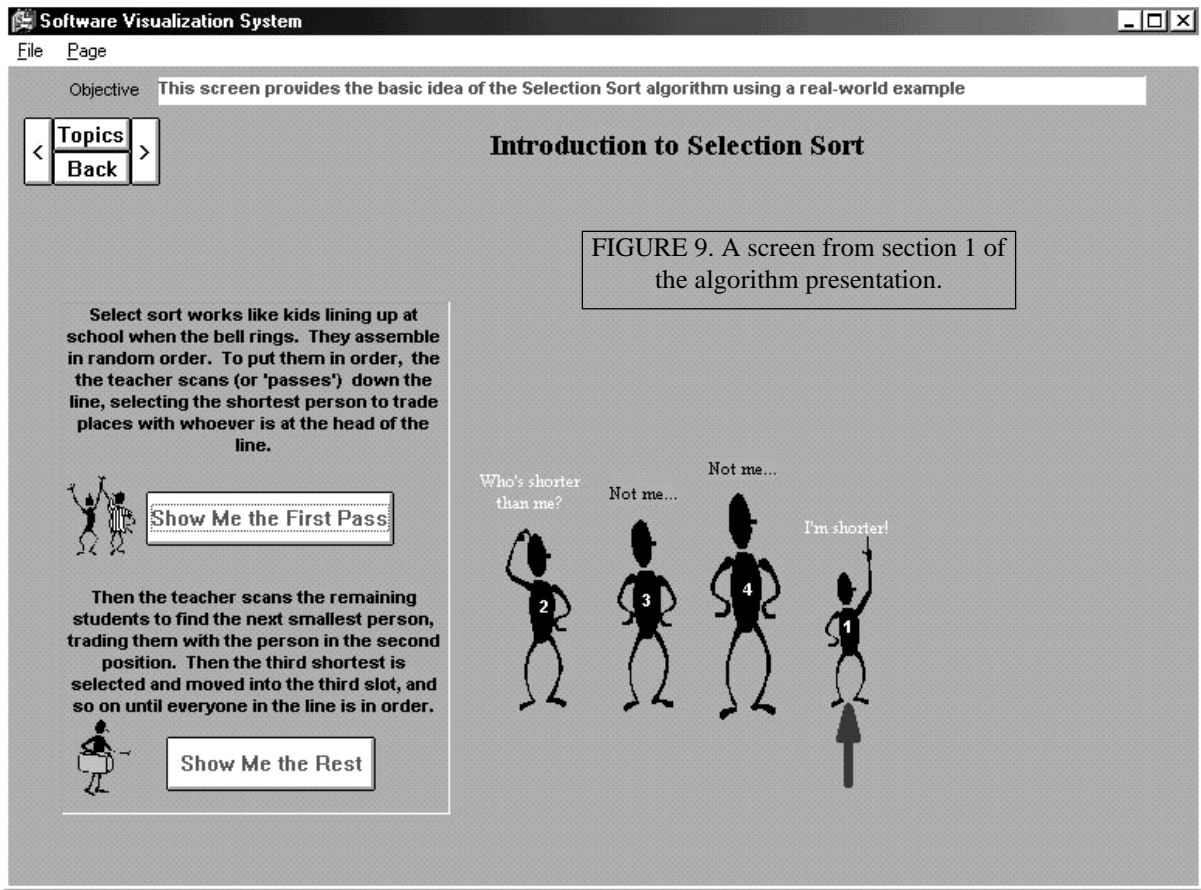 Software Visualization System
File Page
Objective This screen provides the basic idea of the Selection Sort algorithm using a real-world example
< Topics >
Back
Introduction to Selection Sort
FIGURE 9. A screen from section 1 of
the algorithm presentation.
Select sort works like kids lining up at
school when the bell rings. They assemble
in random order. To put them in order, the
the teacher scans (or 'passes') down the
line, selecting the shortest person to trade
places with whoever is at the head of the
line.
Show Me the First Pass
Then the teacher scans the remaining
students to find the next smallest person,
trading them with the person in the second
position. Then the third shortest is
selected and moved into the third slot, and
so on until everyone in the line is in order.
Show Me the Rest
Who's shorter
than me?
Not me...
Not me...
I'm shorter!
2
3
4
1